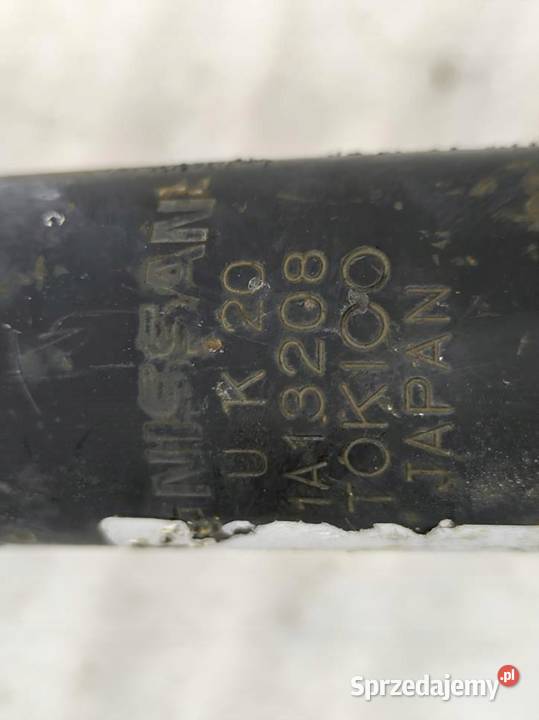 NISSAN
U K 20
1A13208
TOKICO
JAPAN
Sprzedajemy.pl